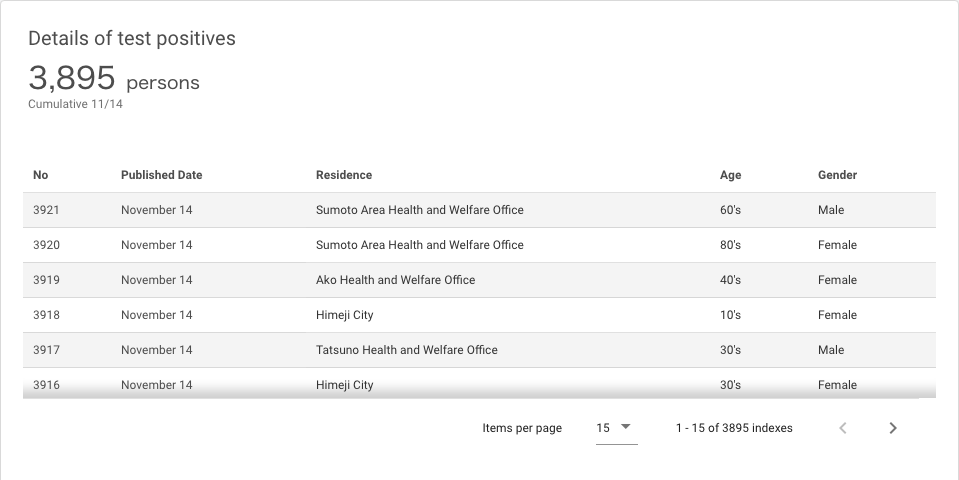 Details of test positives
3,895 persons
Cumulative 11/14
No Published Date Residence Age Gender
3921 November 14 Sumoto Area Health and Welfare Office 60's Male
3920 November 14 Sumoto Area Health and Welfare Office 80's Female
3919 November 14 Ako Health and Welfare Office 40's Female
3918 November 14 Himeji City 10's Female
3917 November 14 Tatsuno Health and Welfare Office 30's Male
3916 November 14 Himeji City 30's Female
Items per page 15 1 - 15 of 3895 indexes